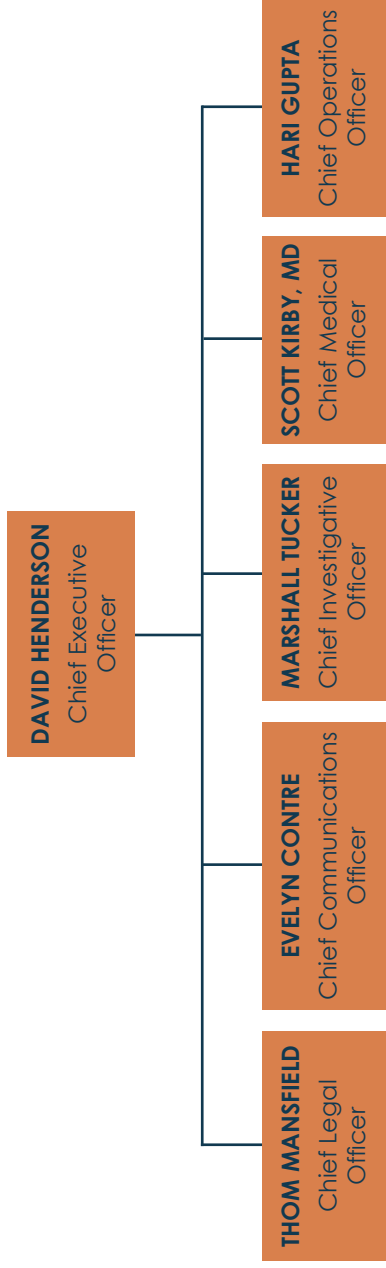 DAVID HENDERSON
Chief Executive
Officer
THOM MANSFIELD
Chief Legal
Officer
EVELYN CONTRE
Chief Communications
Officer
MARSHALL TUCKER
Chief Investigative
Officer
SCOTT KIRBY, MD
Chief Medical
Officer
HARI GUPTA
Chief Operations
Officer